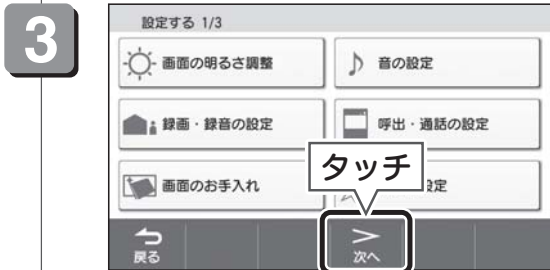 3
設定する 1/3
画面の明るさ調整
音の設定
録画・録音の設定
呼出・通話の設定
画面のお手入れ
定
タッチ
戻る
次へ